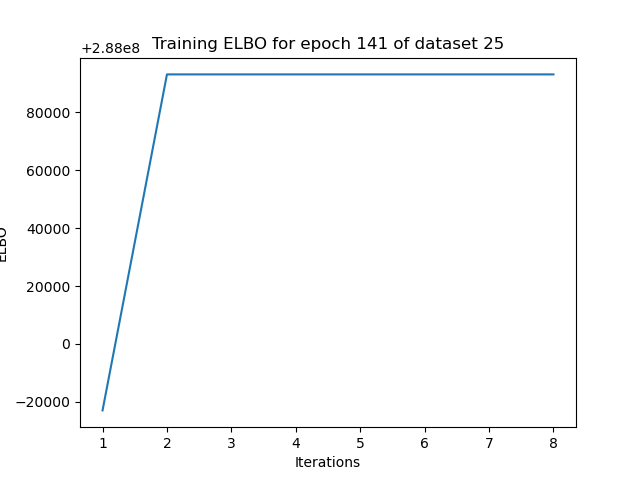 Training ELBO for epoch 141 of dataset 25
+2.88e8
80000
60000
40000
20000
0
−20000
ELBO
1 2 3 4 5 6 7 8
Iterations